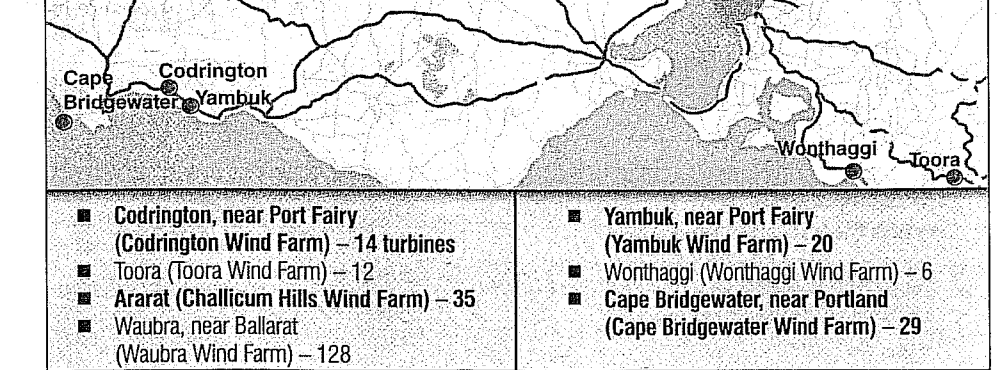 Cape
Bridgewater
Codrington
Yambuk
Wonthaggi
Toora
■ Codrington, near Port Fairy
(Codrington Wind Farm) – 14 turbines
■ Toora (Toora Wind Farm) – 12
■ Ararat (Challicum Hills Wind Farm) – 35
■ Waubra, near Ballarat
(Waubra Wind Farm) – 128
■ Yambuk, near Port Fairy
(Yambuk Wind Farm) – 20
■ Wonthaggi (Wonthaggi Wind Farm) – 6
■ Cape Bridgewater, near Portland
(Cape Bridgewater Wind Farm) – 29